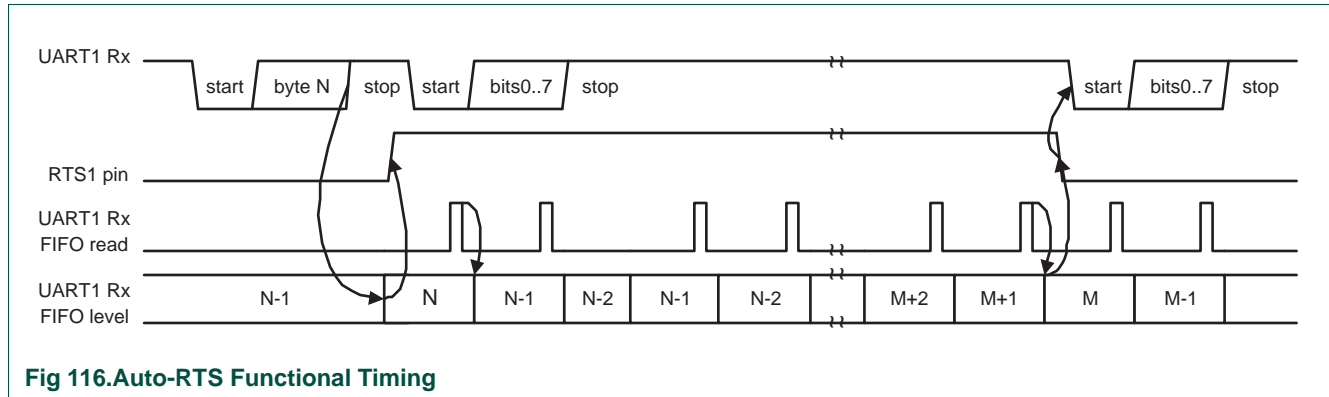 UART1 Rx
start byte N stop start bits0..7 stop start bits0..7 stop
RTS1 pin
UART1 Rx
FIFO read
UART1 Rx
FIFO level
N-1 N N-1 N-2 N-1 N-2 M+2 M+1 M M-1
Fig 116.Auto-RTS Functional Timing